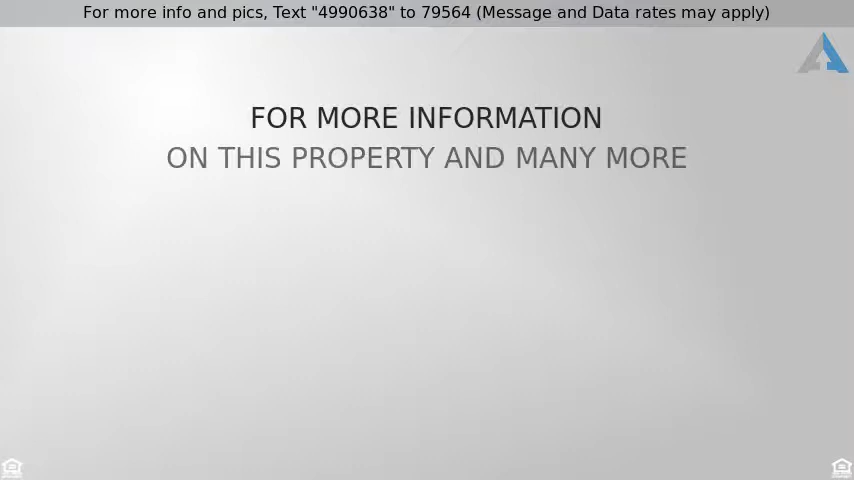 For more info and pics, Text "4990638" to 79564 (Message and Data rates may apply)
FOR MORE INFORMATION
ON THIS PROPERTY AND MANY MORE